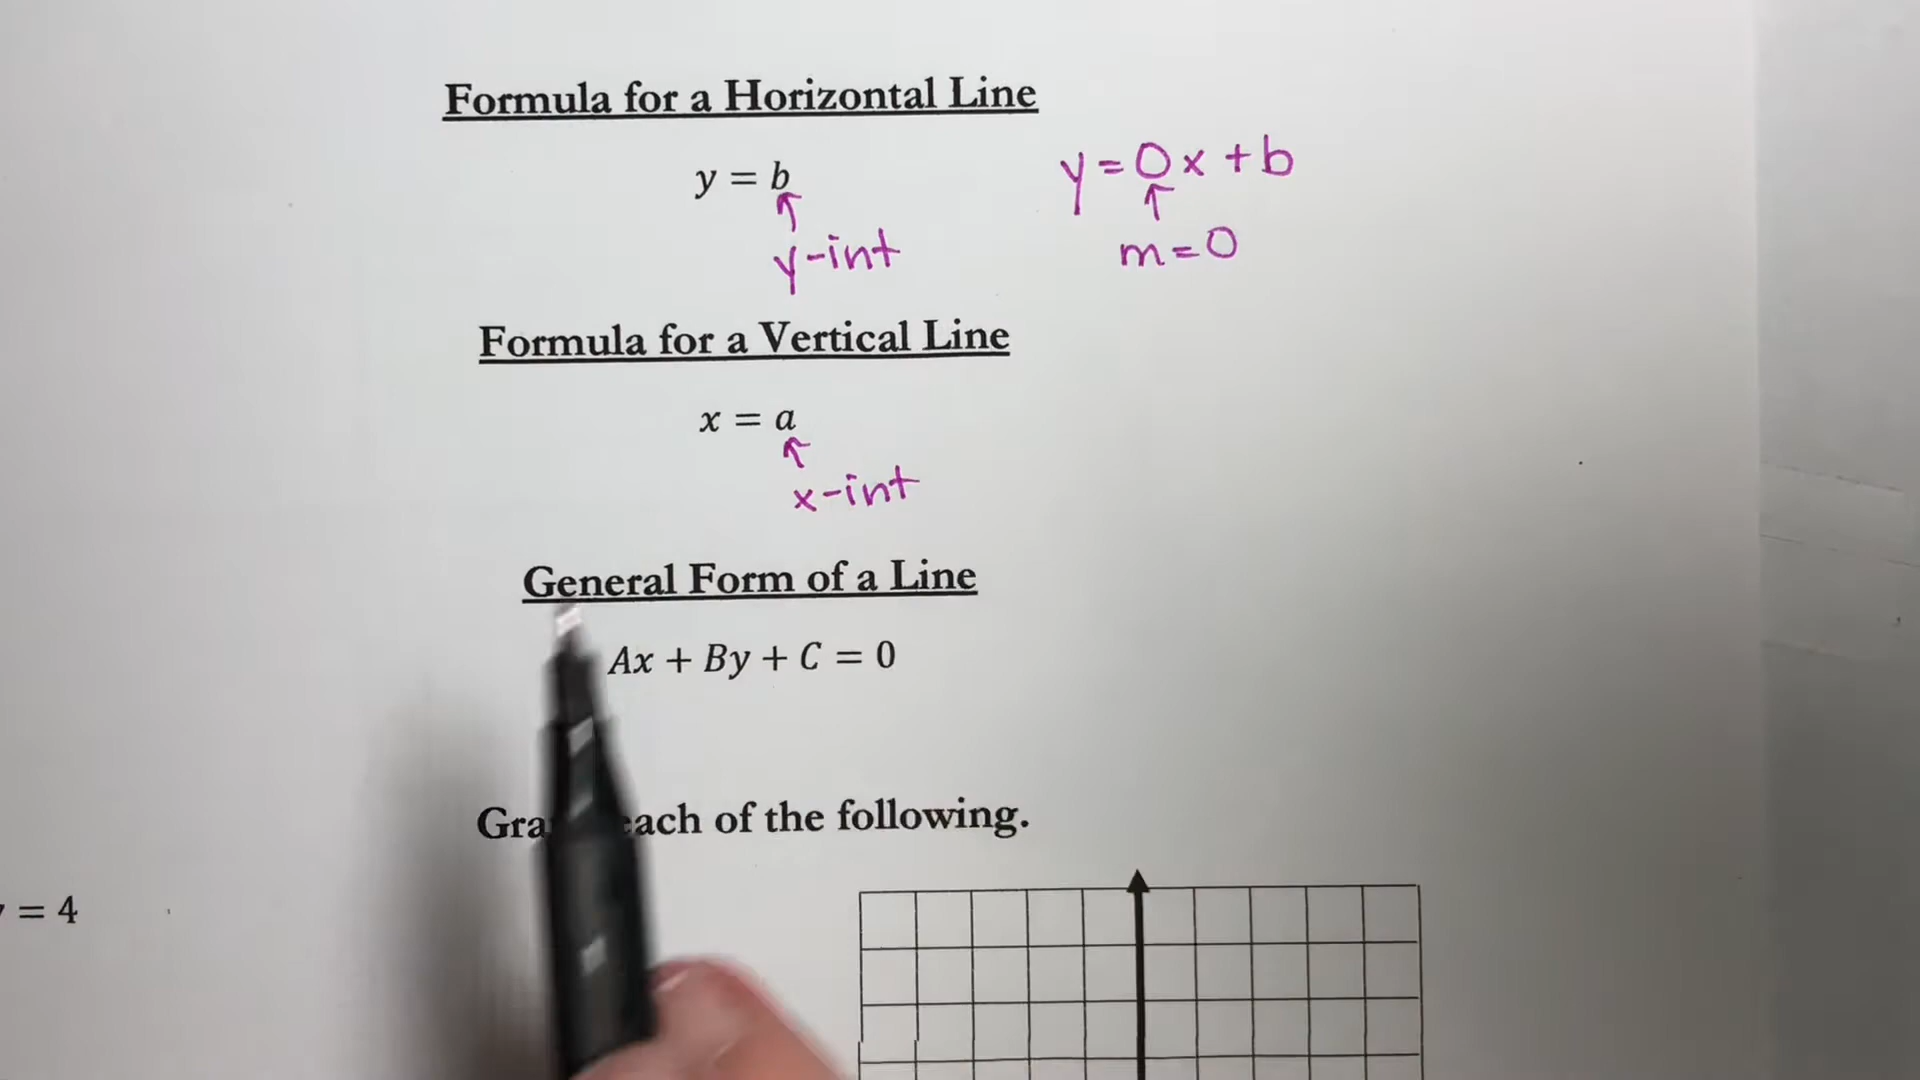 Formula for a Horizontal Line
y = b
y=0x+b
y-int
m=0
Formula for a Vertical Line
x = a
x-int
General Form of a Line
Ax + By + C = 0
each of the following.
= 4